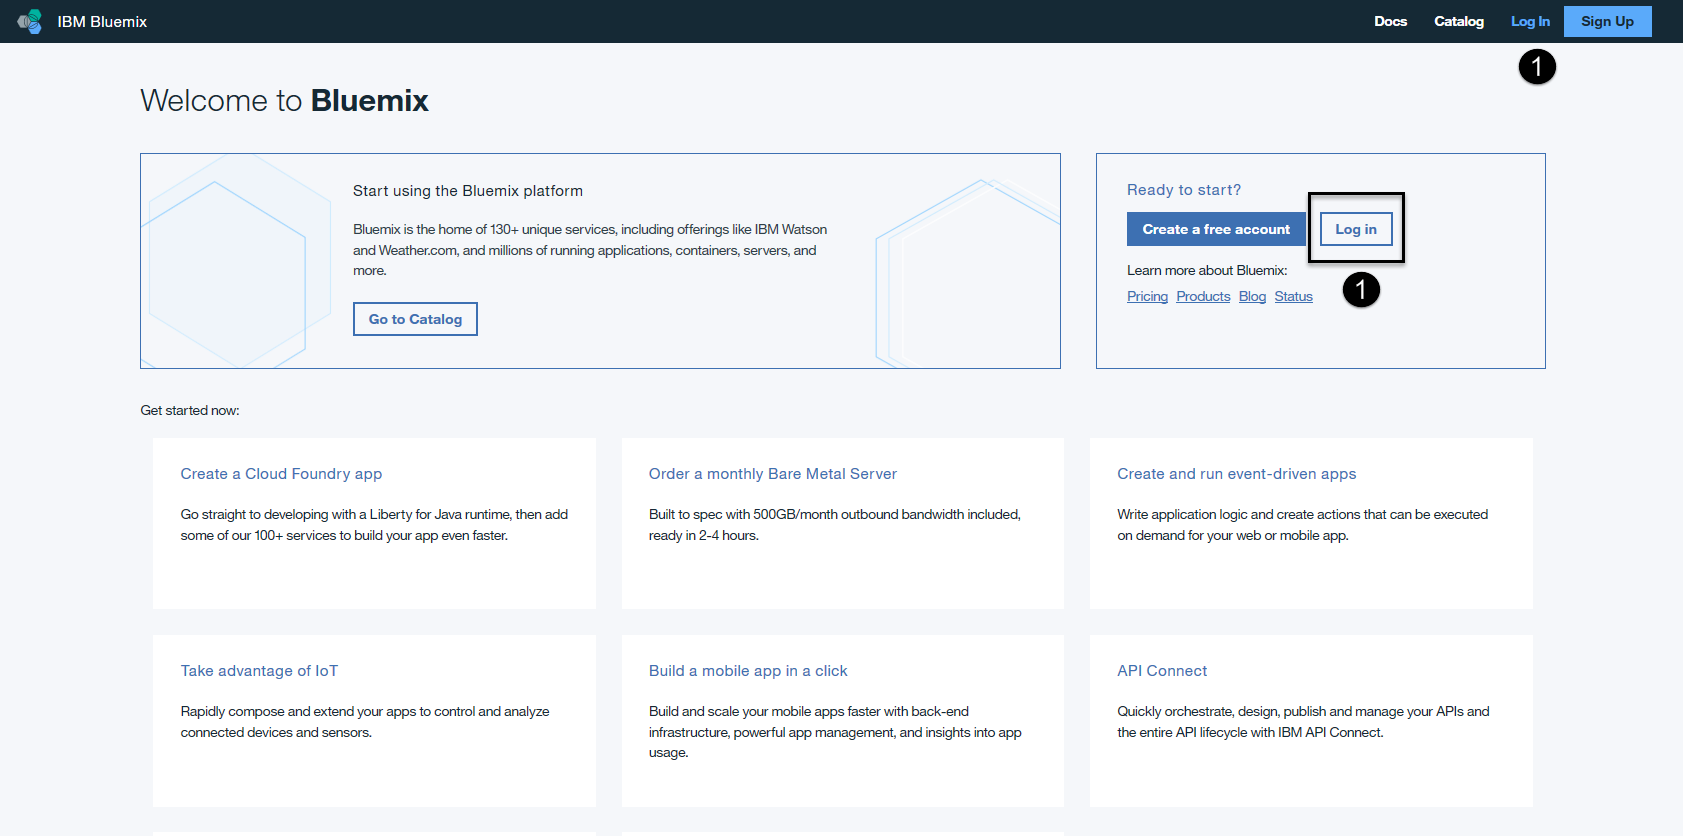 IBM Bluemix
Docs Catalog Log In Sign Up
1
Welcome to Bluemix
Start using the Bluemix platform
Bluemix is the home of 130+ unique services, including offerings like IBM Watson
and Weather.com, and millions of running applications, containers, servers, and
more.
Go to Catalog
Ready to start?
Create a free account Log in
Learn more about Bluemix:
Pricing Products Blog Status
1
Get started now:
Create a Cloud Foundry app
Go straight to developing with a Liberty for Java runtime, then add
some of our 100+ services to build your app even faster.
Order a monthly Bare Metal Server
Built to spec with 500GB/month outbound bandwidth included,
ready in 2-4 hours.
Create and run event-driven apps
Write application logic and create actions that can be executed
on demand for your web or mobile app.
Take advantage of IoT
Rapidly compose and extend your apps to control and analyze
connected devices and sensors.
Build a mobile app in a click
Build and scale your mobile apps faster with back-end
infrastructure, powerful app management, and insights into app
usage.
API Connect
Quickly orchestrate, design, publish and manage your APIs and
the entire API lifecycle with IBM API Connect.